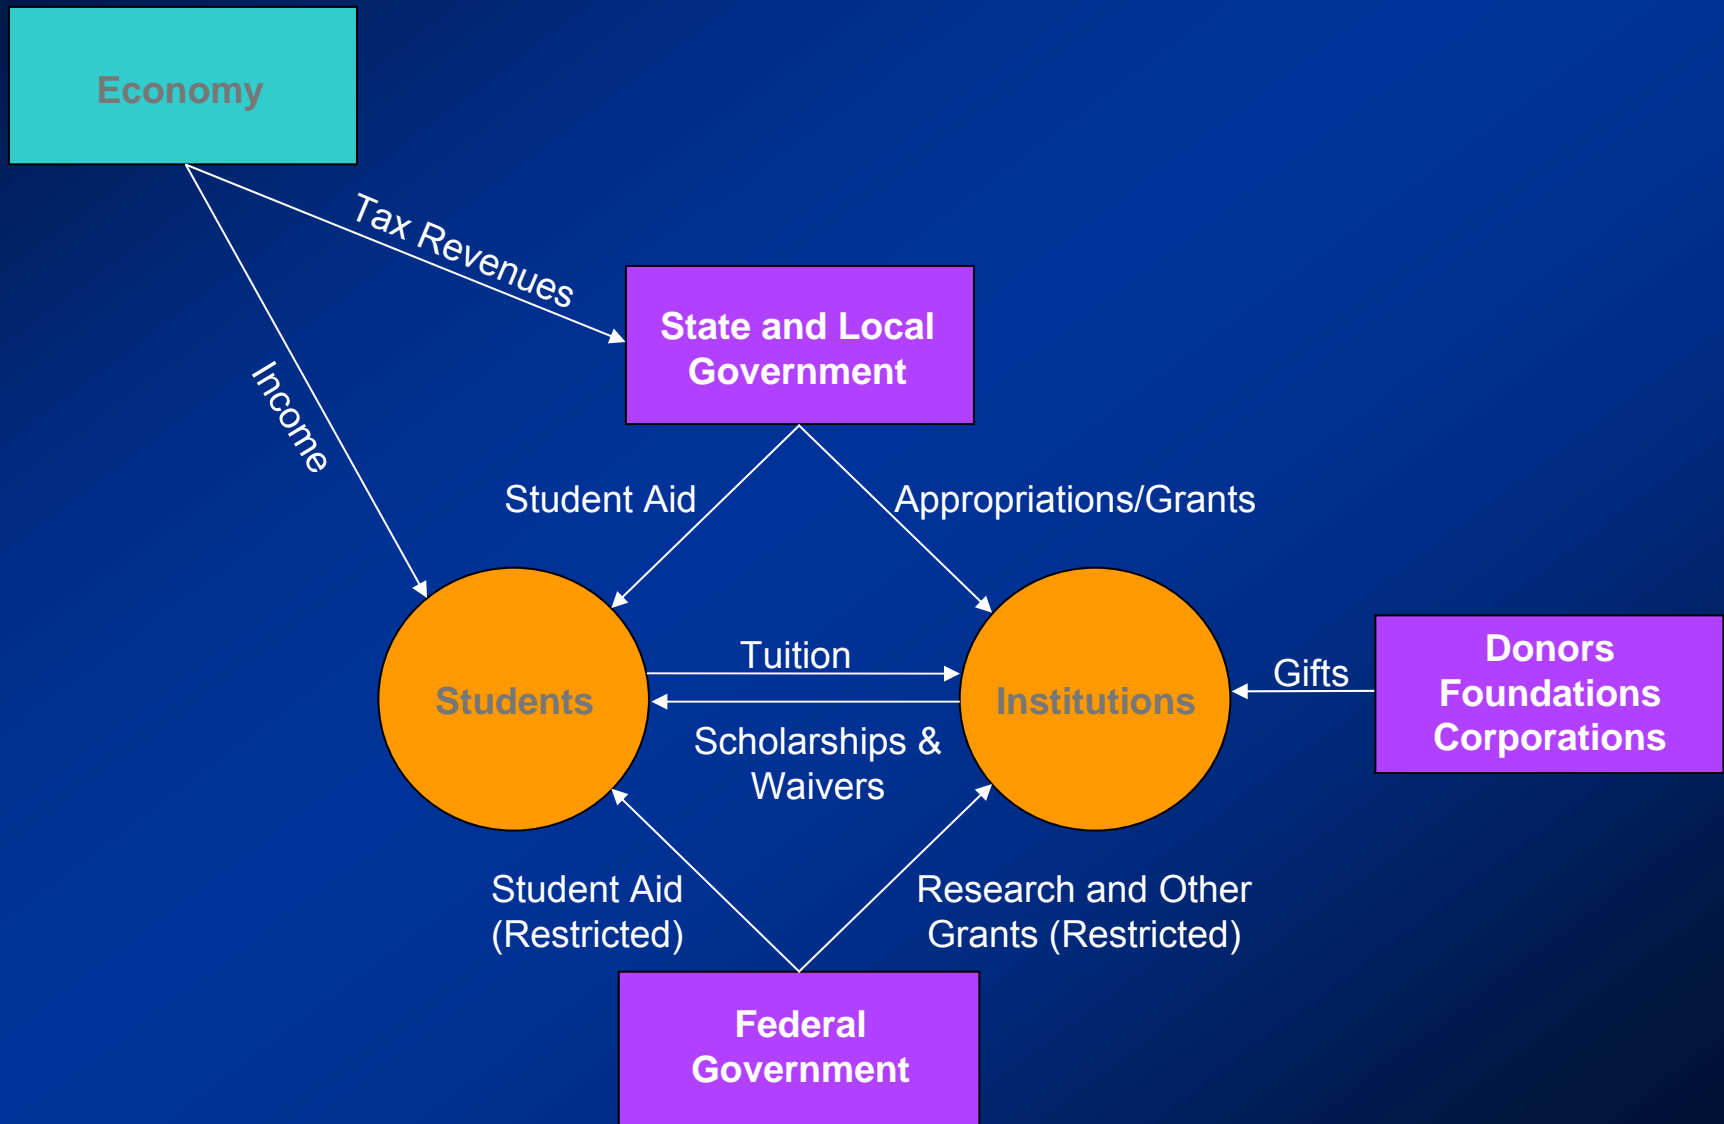 Economy
Tax Revenues
State and Local
Government
Income
Student Aid
Appropriations/Grants
Students
Tuition
Scholarships &
Waivers
Institutions
Gifts
Donors
Foundations
Corporations
Student Aid
(Restricted)
Research and Other
Grants (Restricted)
Federal
Government